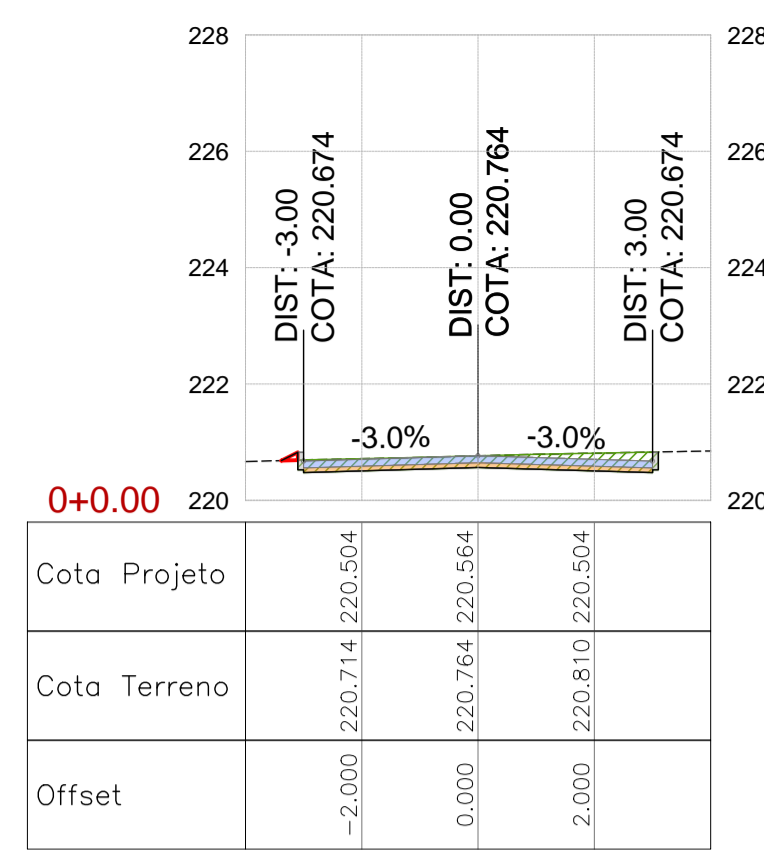 228
228
226
226
224
224
222
222
220
220
DIST: -3.00
COTA: 220.674
DIST: 0.00
COTA: 220.764
DIST: 3.00
COTA: 220.674
-3.0%
-3.0%
0+0.00
Cota Projeto
220.504
220.564
220.504
Cota Terreno
220.714
220.764
220.810
Offset
-2.000
0.000
2.000